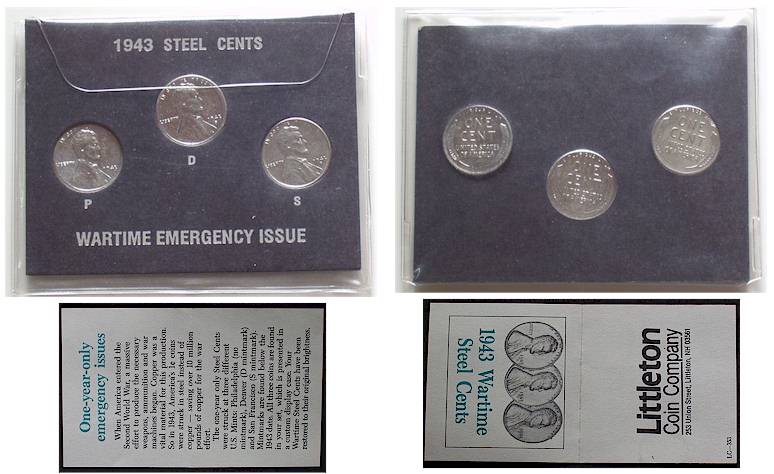 1943 STEEL CENTS
LIBERTY
1943
D
LIBERTY
1943
P
LIBERTY
S
WARTIME EMERGENCY ISSUE
ONE
CENT
UNITED STATES
OF AMERICA
ONE
CENT
UNITED STATES
OF AMERICA
ONE
CENT
UNITED STATES
OF AMERICA
One-year-only
emergency issues
When America entered the
Second World War, a massive
effort to produce the necessary
weapons, ammunition and war
machines began. Copper was a
vital material for this production.
So in 1943, America's 1¢ coins
were struck in steel instead of
copper — saving over 10 million
pounds of copper for the war
effort
The one-year only Steel Cents
were struck at three different
U.S. Mints: Philadelphia (no
mintmark), Denver (D mintmark)
and San Francisco (S mintmark).
Mintmarks are found below the
1943 date. All three coins are found
in your set, which is presented in
a custom display case. Your
Wartime Steel Cents have been
restored to their original brightness.
1943 Wartime
Steel Cents
Littleton
Coin Company
253 Union Street, Littleton, NH 03561
LC-353